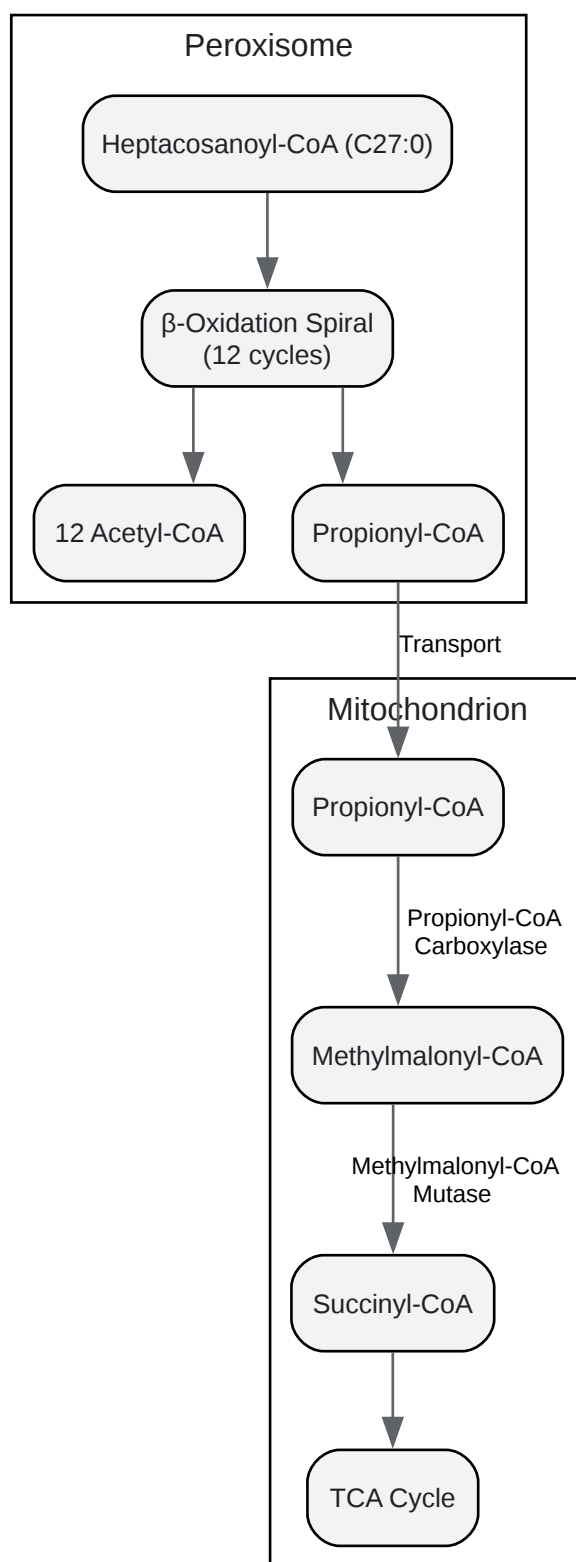 Peroxisome
Heptacosanoyl-CoA (C27:0)
β-Oxidation Spiral
(12 cycles)
12 Acetyl-CoA
Propionyl-CoA
Transport
Mitochondrion
Propionyl-CoA
Propionyl-CoA
Carboxylase
Methylmalonyl-CoA
Methylmalonyl-CoA
Mutase
Succinyl-CoA
TCA Cycle